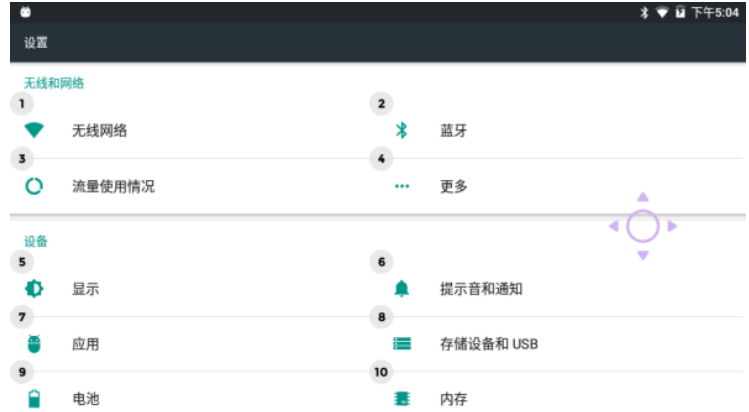 下午5:04
设置
无线和网络
1 2
无线网络 蓝牙
3 4
流量使用情况 更多
设备
5 6
显示 提示音和通知
7 8
应用 存储设备和 USB
9 10
电池 内存